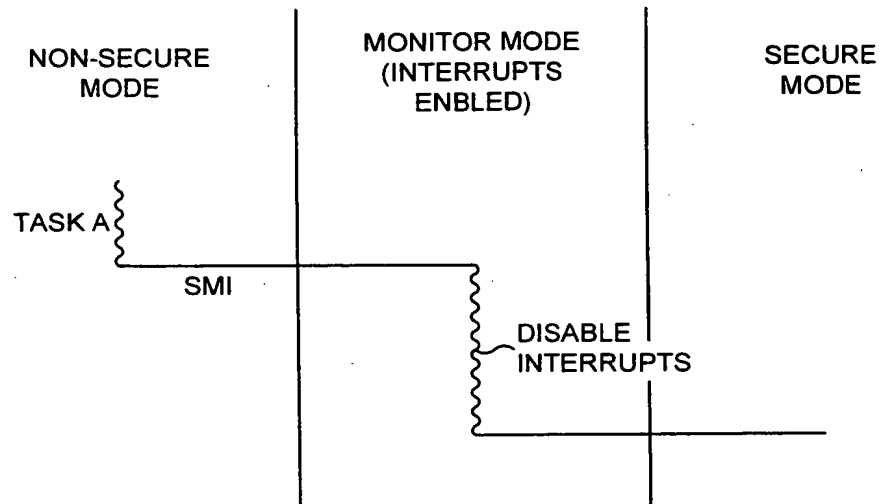 NON-SECURE
MODE
MONITOR MODE
(INTERRUPTS
ENBLED)
SECURE
MODE
TASK A
SMI
DISABLE
INTERRUPTS